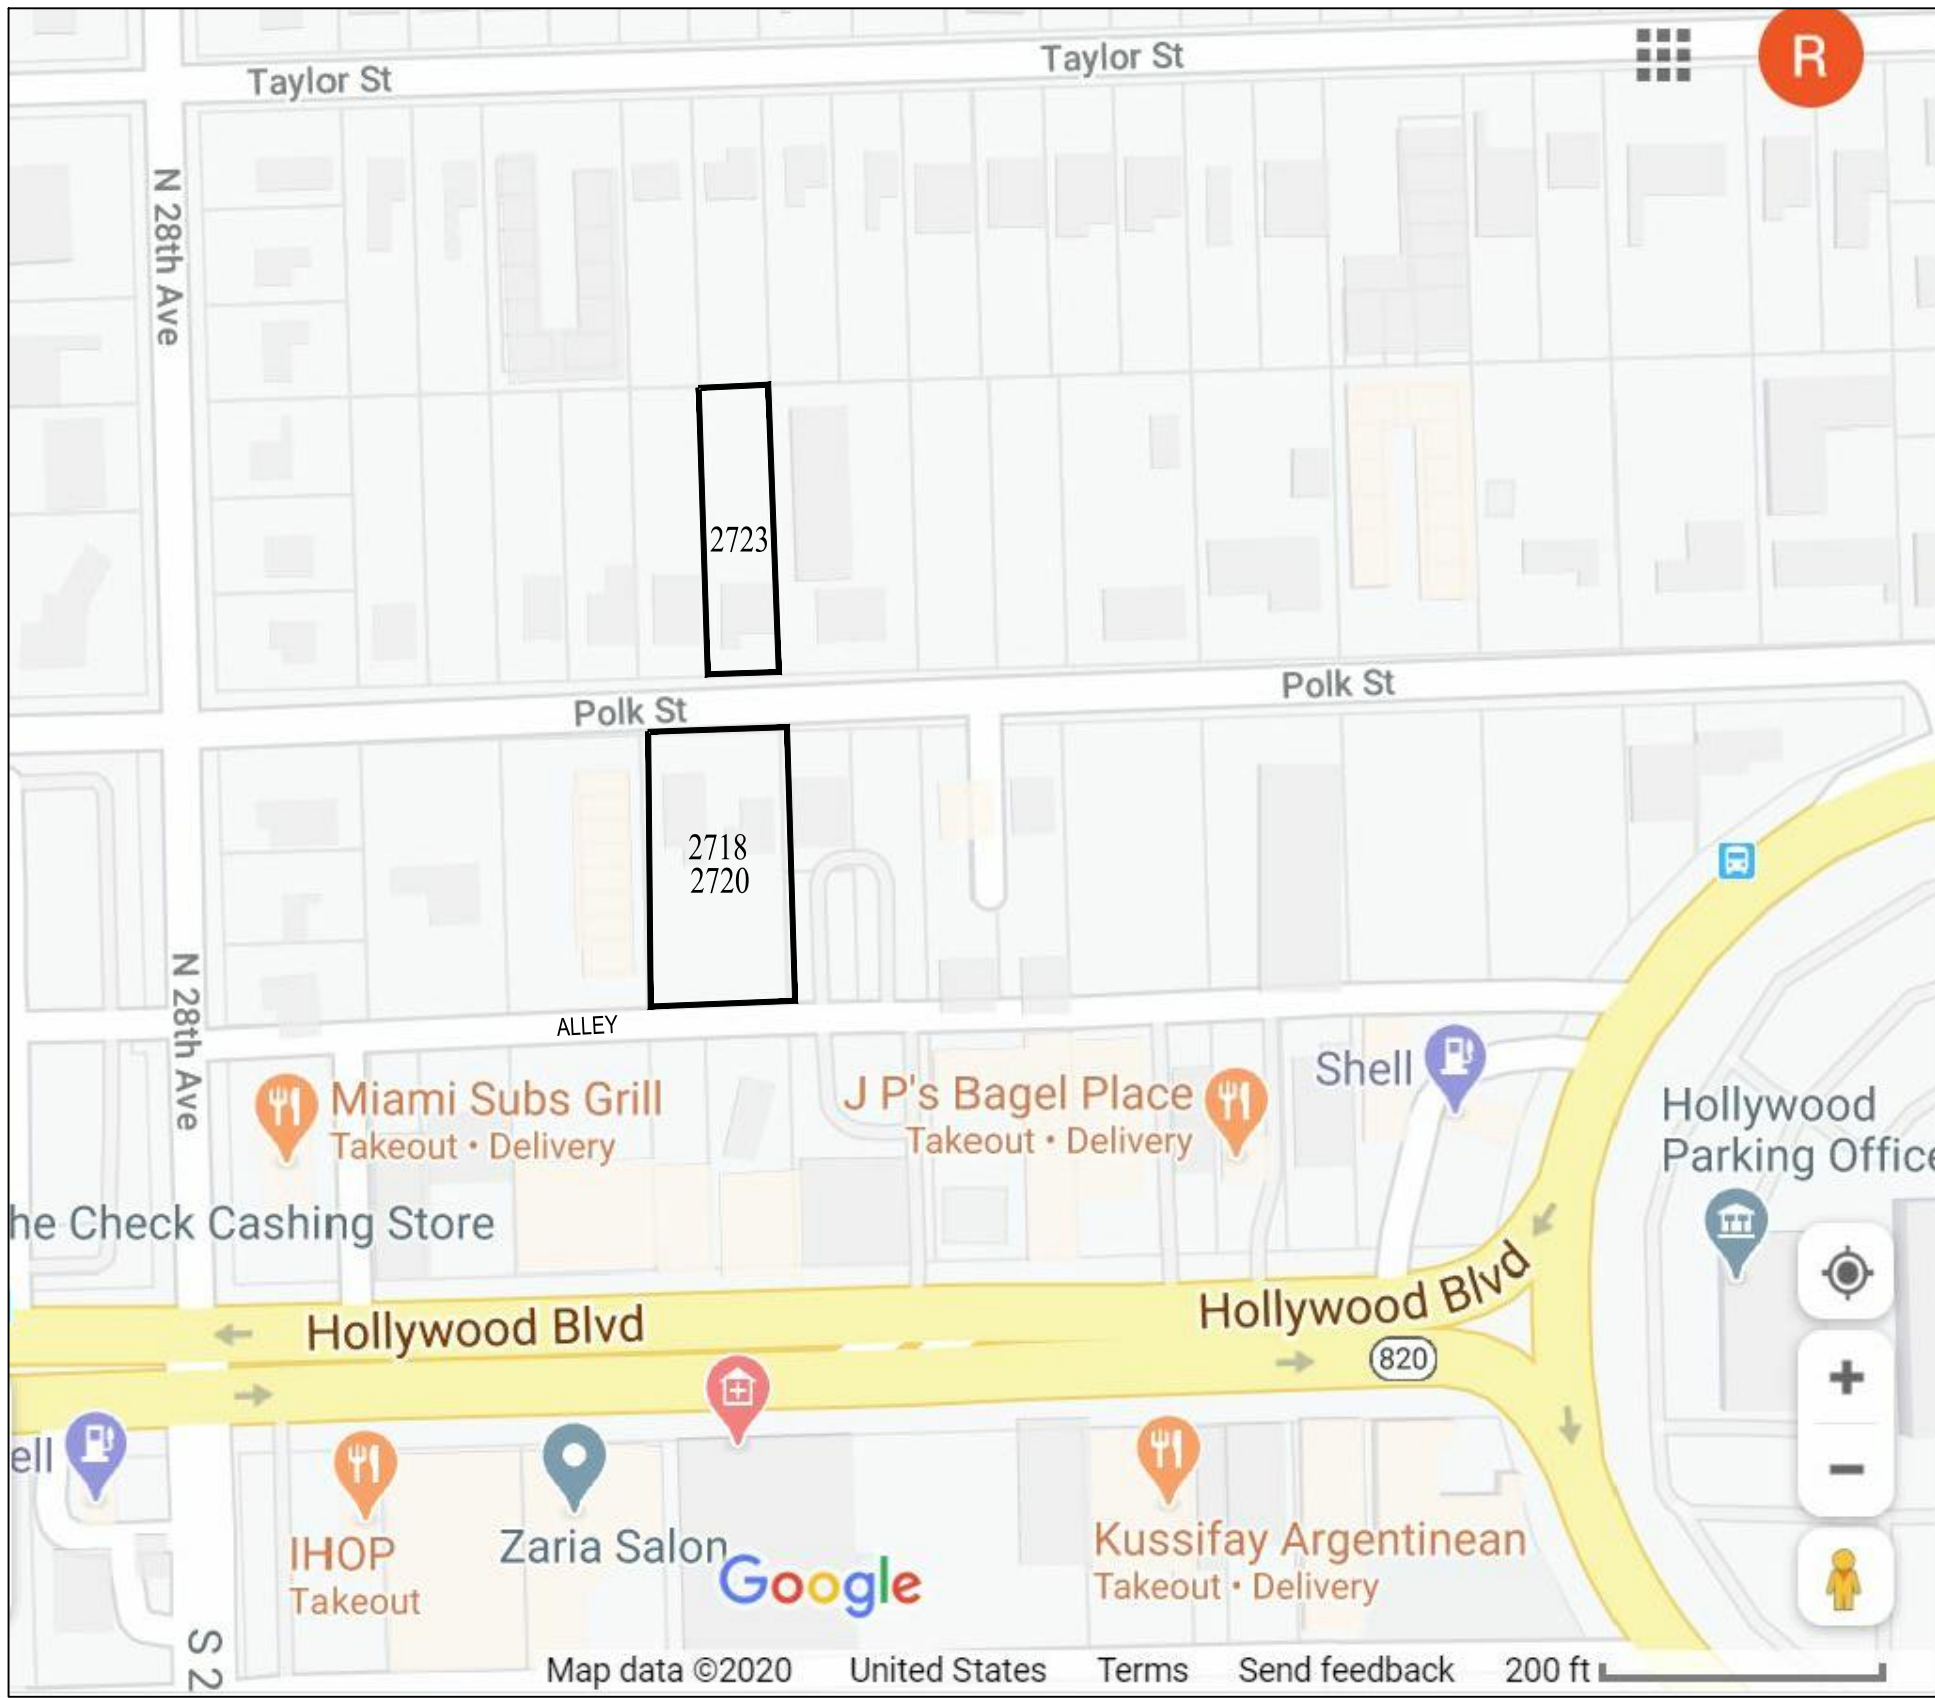 Taylor St
Taylor St
R
N 28th Ave
2723
Polk St
Polk St
2718
2720
N 28th Ave
ALLEY
Miami Subs Grill
Takeout • Delivery
J P's Bagel Place
Takeout • Delivery
Shell
Hollywood
Parking Office
he Check Cashing Store
Hollywood Blvd
Hollywood Blvd
820
ell
IHOP
Takeout
Zaria Salon
Google
Kussifay Argentinean
Takeout • Delivery
S 2
Map data ©2020 United States Terms Send feedback 200 ft